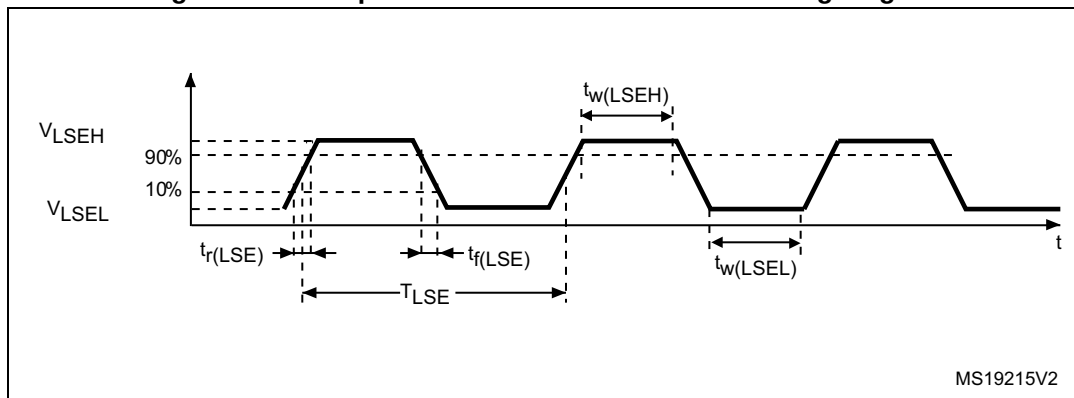 tw(LSEH)
VLSEH
90%
10%
VLSEL
tr(LSE)
tf(LSE)
tw(LSEL)
t
TLSE
MS19215V2